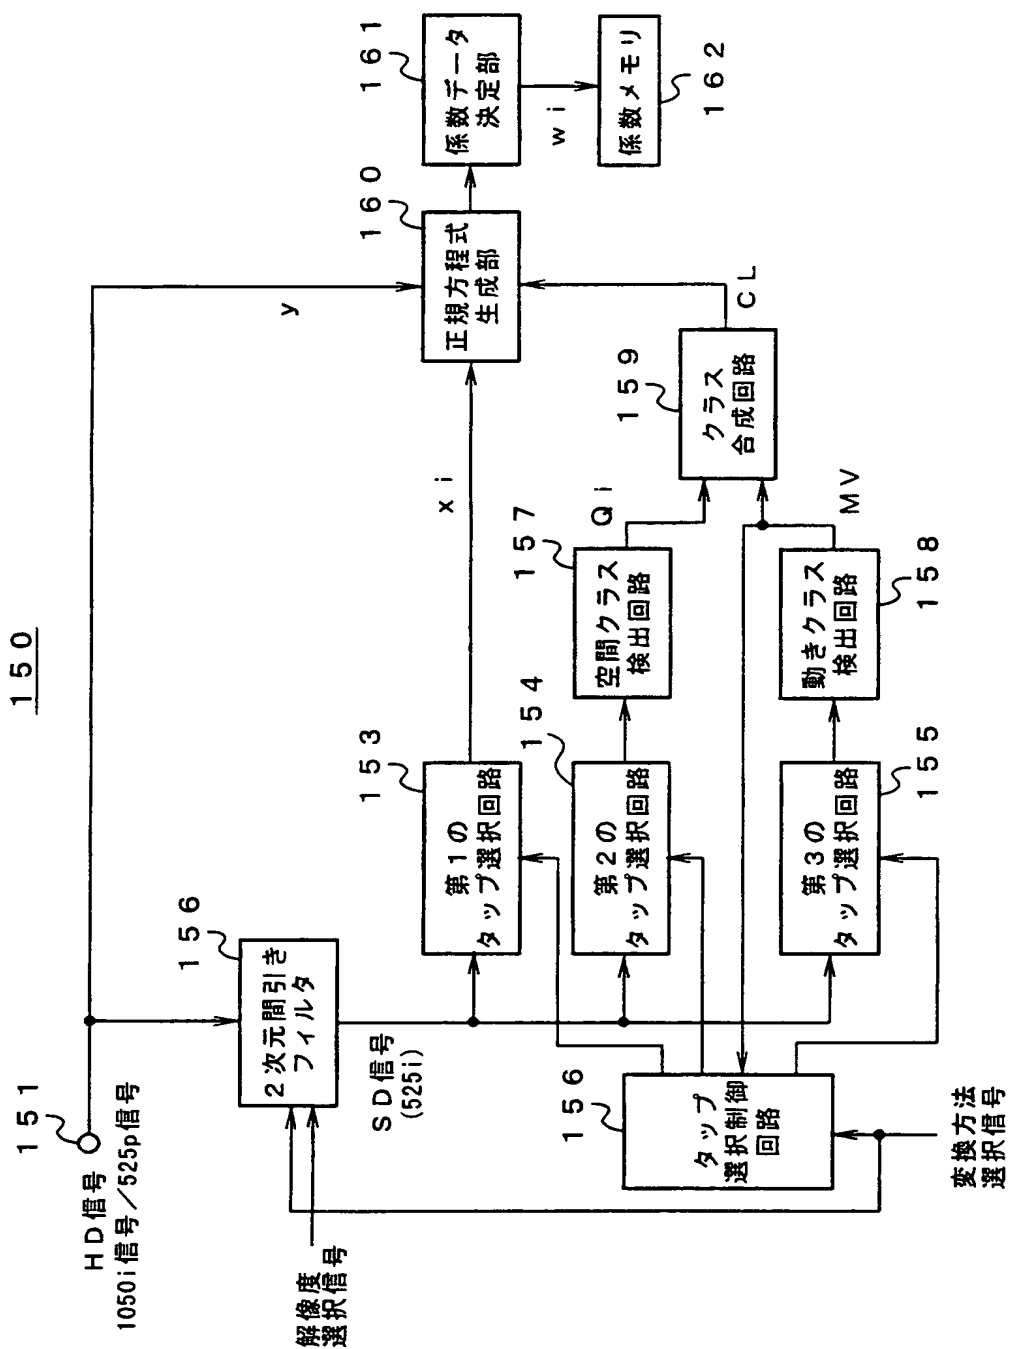 150
151
HD信号
1050i信号／525p信号
y
156
2次元間引き
フィルタ
解像度
選択信号
SD信号
(525i)
153
第1の
タップ選択回路
xi
160
正規方程式
生成部
161
係数データ
決定部
wi
係数メモリ
162
154
第2の
タップ選択回路
157
空間クラス
検出回路
Qi
159
クラス
合成回路
CL
156
タップ
選択制御
回路
変換方法
選択信号
第3の
タップ選択回路
155
動きクラス
検出回路
158
MV